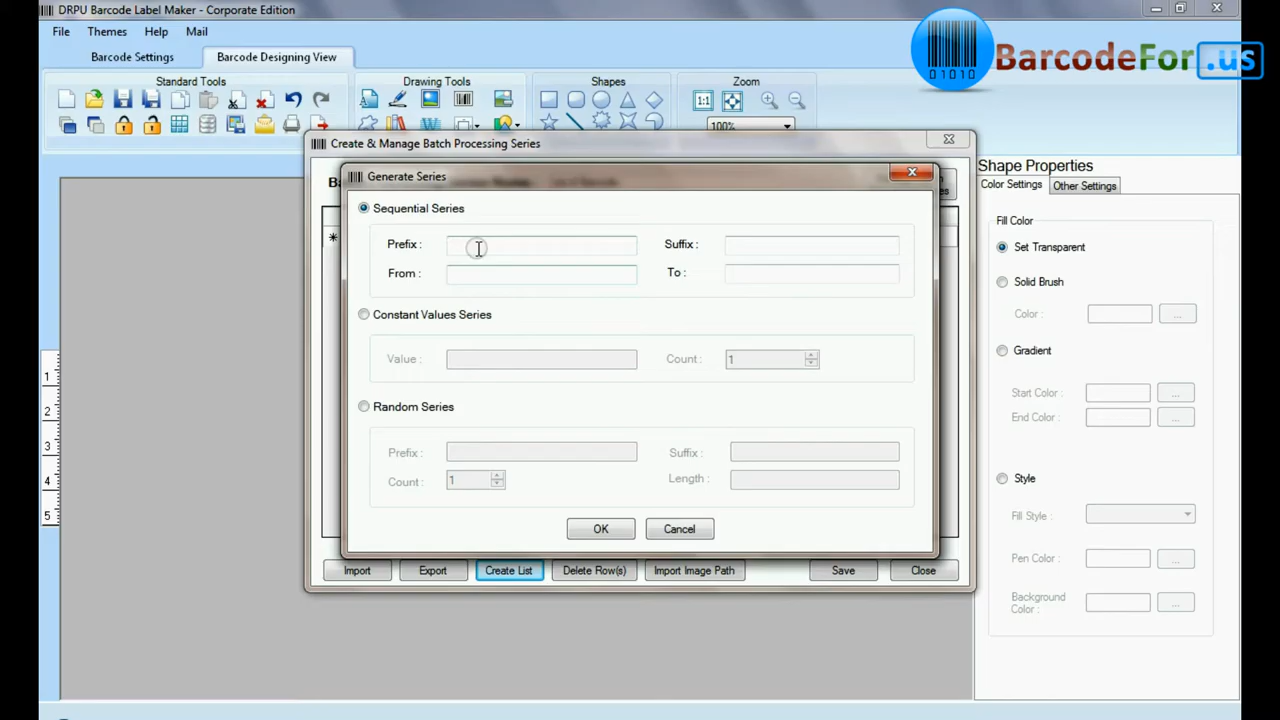 DRPU Barcode Label Maker - Corporate Edition
File Themes Help Mail
Barcode Settings Barcode Designing View
BarcodeFor.us
01010
Standard Tools Drawing Tools Shapes Zoom
1:1
100%
Create & Manage Batch Processing Series
Shape Properties
Generate Series
Color Settings Other Settings
Sequential Series
Fill Color
Prefix : Suffix :
Set Transparent
From : To :
Solid Brush
Constant Values Series
Color : ...
Gradient
Value : Count : 1
Start Color : ...
Random Series
End Color : ...
Prefix : Suffix :
Count : 1 Length :
Style
Fill Style :
OK Cancel
Pen Color : ...
Import Export Create List Delete Row(s) Import Image Path Save Close
Background Color : ...
1
2
3
4
5